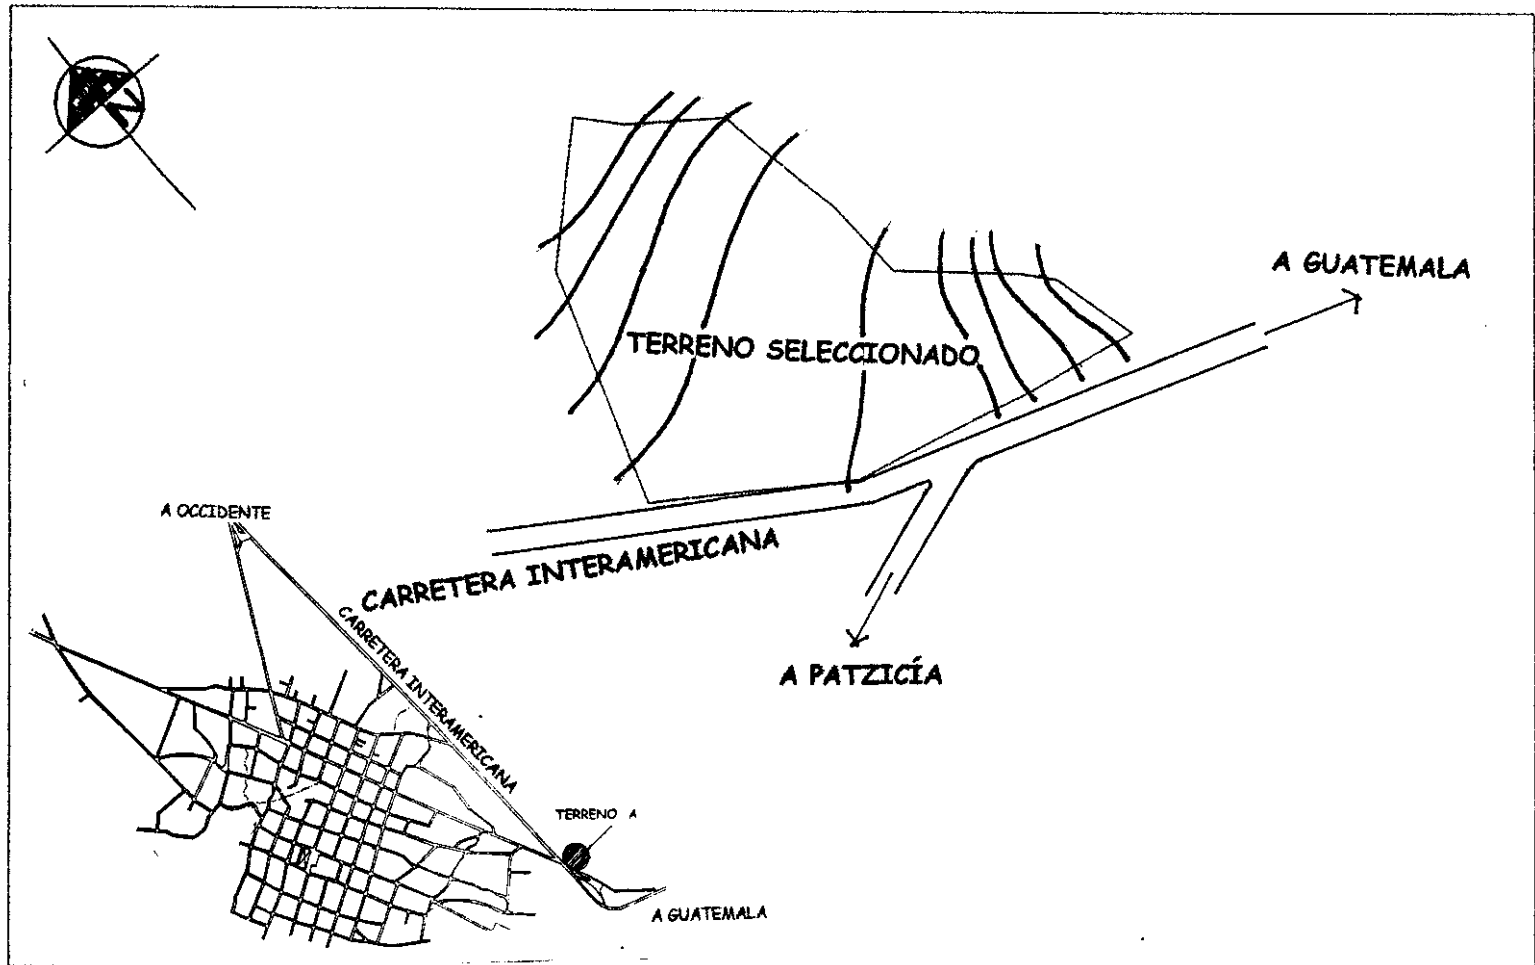 N
A GUATEMALA
TERRENO SELECCIONADO
CARRETERA INTERAMERICANA
A PATZICÍA
A OCCIDENTE
CARRETERA INTERAMERICANA
TERRENO A
A GUATEMALA